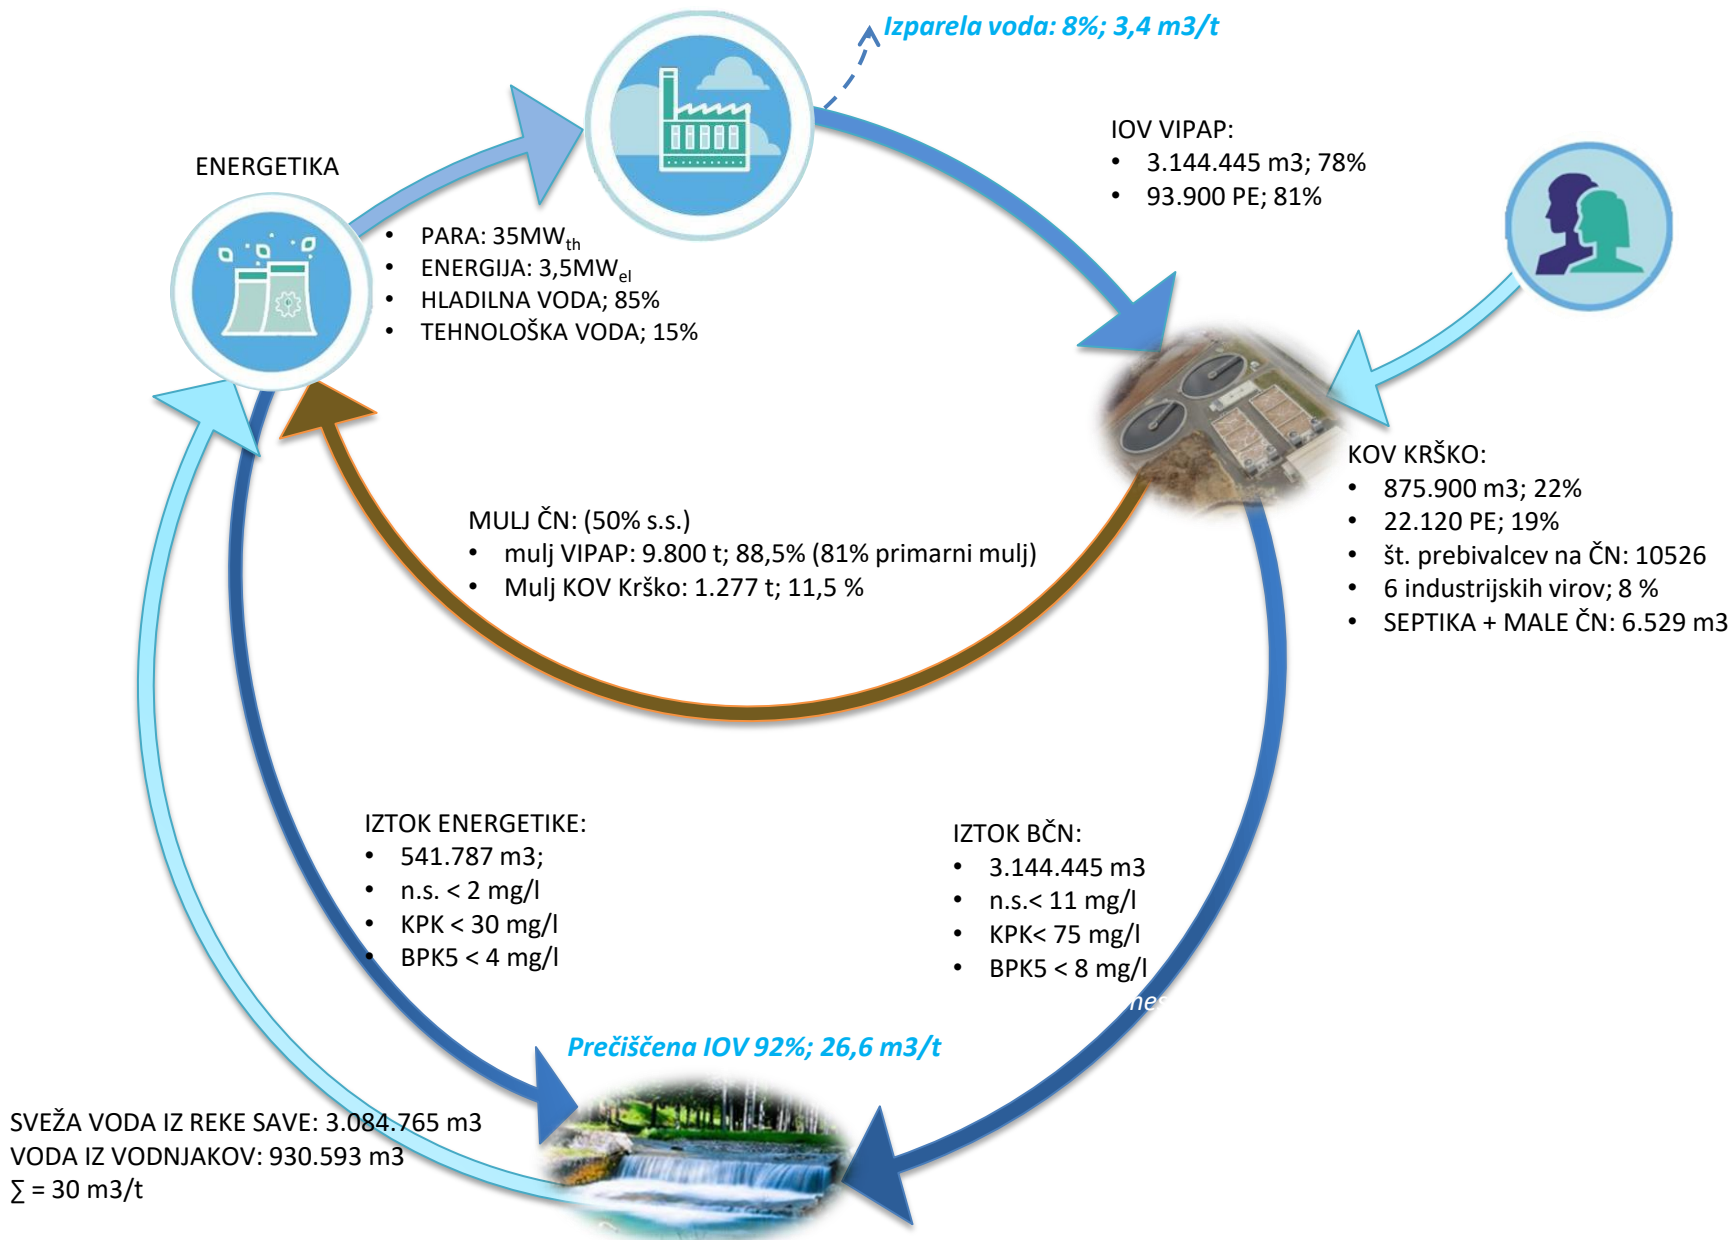 Izparela voda: 8%; 3,4 m3/t
IOV VIPAP:
• 3.144.445 m3; 78%
• 93.900 PE; 81%
ENERGETIKA
• PARA: 35MWth
• ENERGIJA: 3,5MWel
• HLADILNA VODA; 85%
• TEHNOLOŠKA VODA; 15%
KOV KRŠKO:
• 875.900 m3; 22%
• 22.120 PE; 19%
• št. prebivalcev na ČN: 10526
• 6 industrijskih virov; 8 %
• SEPTIKA + MALE ČN: 6.529 m3
MULJ ČN: (50% s.s.)
• mulj VIPAP: 9.800 t; 88,5% (81% primarni mulj)
• Mulj KOV Krško: 1.277 t; 11,5 %
IZTOK ENERGETIKE:
• 541.787 m3;
• n.s. < 2 mg/l
• KPK < 30 mg/l
• BPK5 < 4 mg/l
IZTOK BČN:
• 3.144.445 m3
• n.s.< 11 mg/l
• KPK< 75 mg/l
• BPK5 < 8 mg/l
Prečiščena IOV 92%; 26,6 m3/t
SVEŽA VODA IZ REKE SAVE: 3.084.765 m3
VODA IZ VODNJAKOV: 930.593 m3
∑ = 30 m3/t